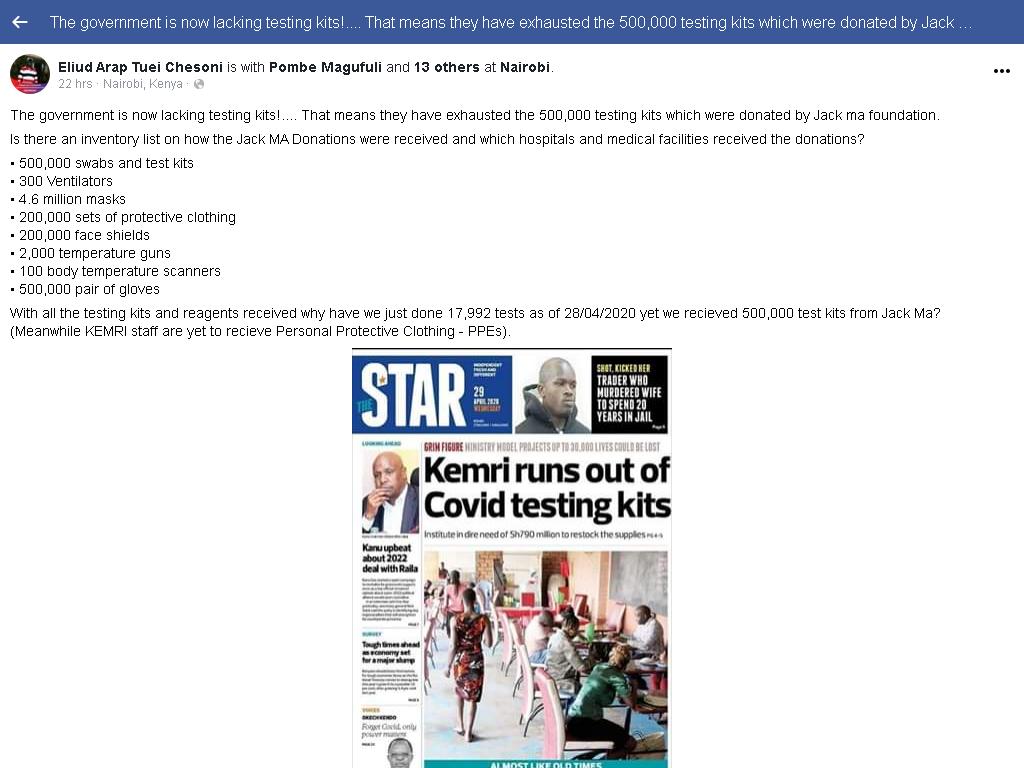 The government is now lacking testing kits!.... That means they have exhausted the 500,000 testing kits which were donated by Jack ...
Eliud Arap Tuei Chesoni is with Pombe Magufuli and 13 others at Nairobi.
22 hrs · Nairobi, Kenya ·
The government is now lacking testing kits!.... That means they have exhausted the 500,000 testing kits which were donated by Jack ma foundation.
Is there an inventory list on how the Jack MA Donations were received and which hospitals and medical facilities received the donations?
• 500,000 swabs and test kits
• 300 Ventilators
• 4.6 million masks
• 200,000 sets of protective clothing
• 200,000 face shields
• 2,000 temperature guns
• 100 body temperature scanners
• 500,000 pair of gloves
With all the testing kits and reagents received why have we just done 17,992 tests as of 28/04/2020 yet we recieved 500,000 test kits from Jack Ma?
(Meanwhile KEMRI staff are yet to recieve Personal Protective Clothing - PPEs).
THE STAR
INDEPENDENT
FRESH AND
DIFFERENT
29
APRIL 2020
WEDNESDAY
SHOT, KICKED HER
TRADER WHO
MURDERED WIFE
TO SPEND 20
YEARS IN JAIL
LOOKING AHEAD
GRIM FIGURE MINISTRY MODEL PROJECTS UP TO 30,000 LIVES COULD BE LOST
Kemri runs out of
Covid testing kits
Institute in dire need of Sh790 million to restock the supplies
Kanu upbeat
about 2022
deal with Raila
SURVEY
Tough times ahead
as economy set
for a major slump
VOICES
OKECH KENDO
Forget Covid, only
power matters
ALMOST LIKE OLD TIMES